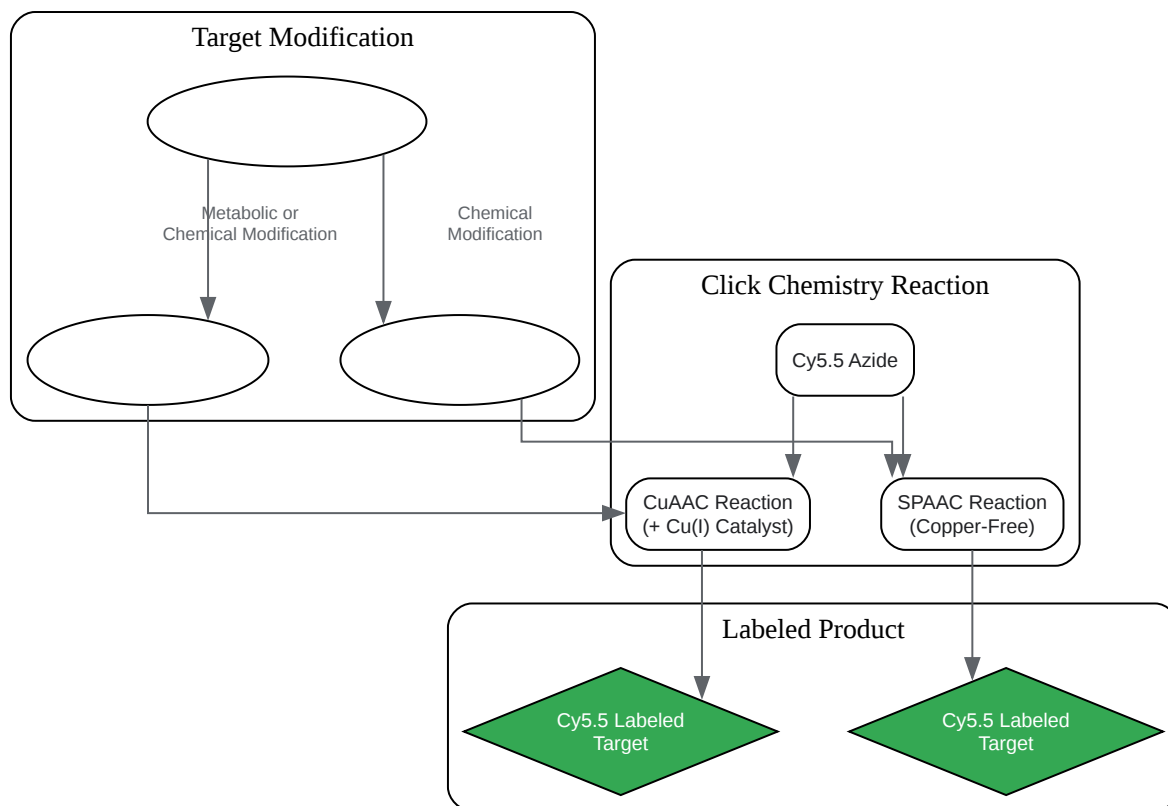 Target Modification
Metabolic or
Chemical Modification
Chemical
Modification
Click Chemistry Reaction
Cy5.5 Azide
CuAAC Reaction
(+ Cu(I) Catalyst)
SPAAC Reaction
(Copper-Free)
Labeled Product
Cy5.5 Labeled
Target
Cy5.5 Labeled
Target